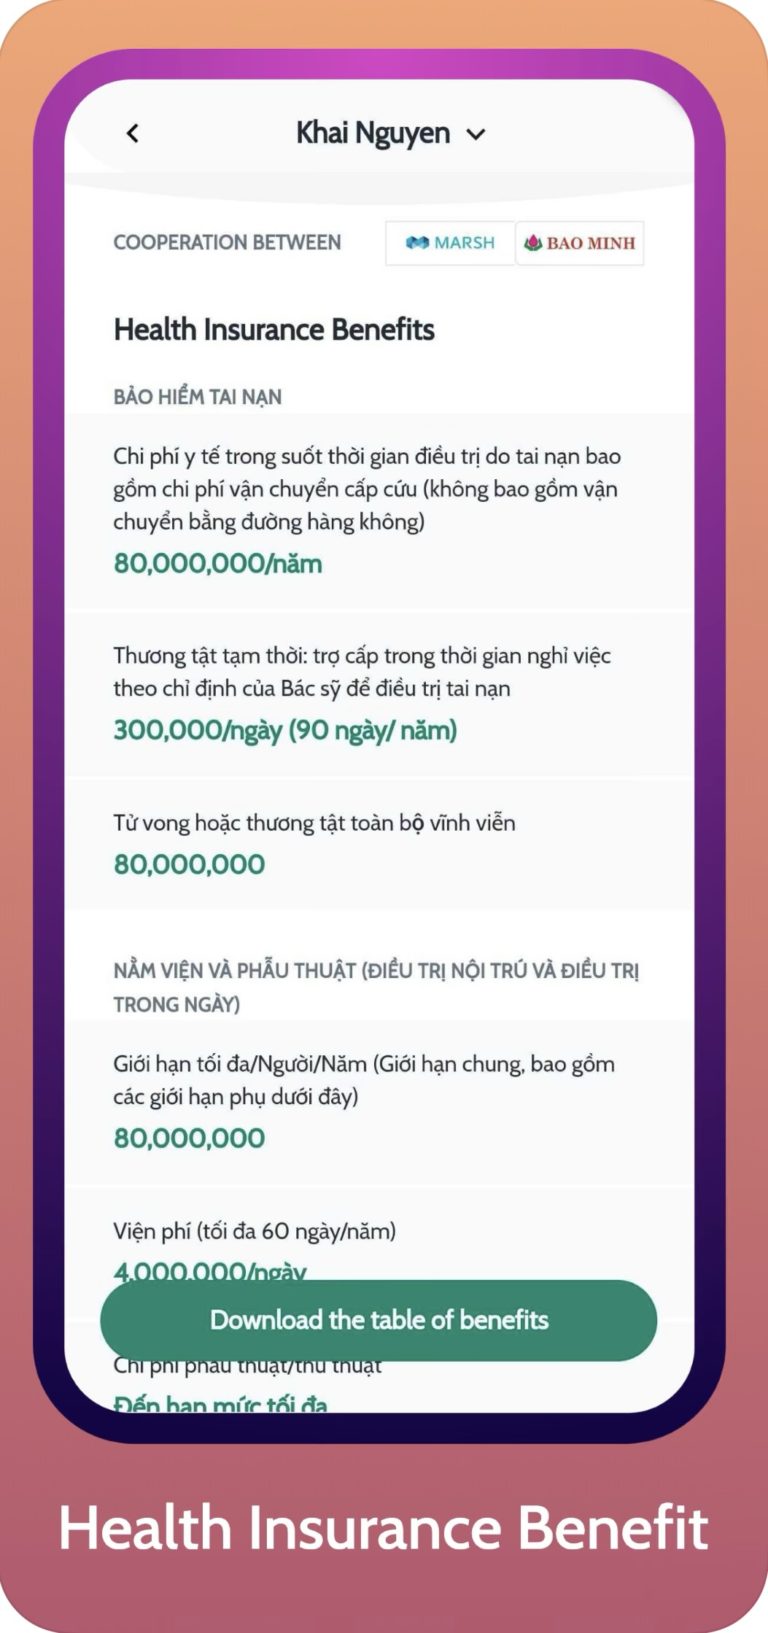 Khai Nguyen
COOPERATION BETWEEN
MARSH
BAO MINH
Health Insurance Benefits
BẢO HIỂM TAI NẠN
Chi phí y tế trong suốt thời gian điều trị do tai nạn bao
gồm chi phí vận chuyển cấp cứu (không bao gồm vận
chuyển bằng đường hàng không)
80,000,000/năm
Thương tật tạm thời: trợ cấp trong thời gian nghỉ việc
theo chỉ định của Bác sỹ để điều trị tai nạn
300,000/ngày (90 ngày/ năm)
Tử vong hoặc thương tật toàn bộ vĩnh viễn
80,000,000
NẰM VIỆN VÀ PHẪU THUẬT (ĐIỀU TRỊ NỘI TRÚ VÀ ĐIỀU TRỊ
TRONG NGÀY)
Giới hạn tối đa/Người/Năm (Giới hạn chung, bao gồm
các giới hạn phụ dưới đây)
80,000,000
Viện phí (tối đa 60 ngày/năm)
4,000,000/ngày
Download the table of benefits
Chi phí phẫu thuật/thủ thuật
Đến hạn mức tối đa
Health Insurance Benefit